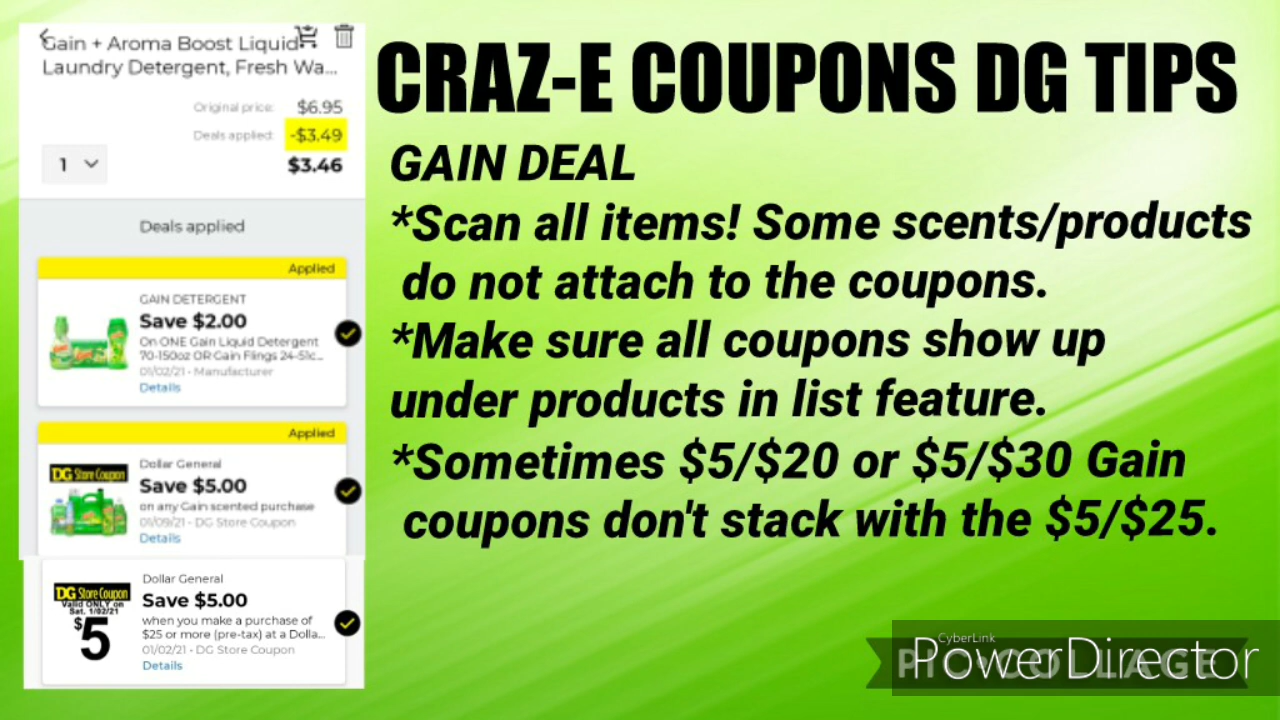 Gain + Aroma Boost Liquid
Laundry Detergent, Fresh Wa...
Original price: $6.95
Deals applied: -$3.49
1 $3.46
Deals applied
Applied
GAIN DETERGENT
Save $2.00
On ONE Gain Liquid Detergent
70-150oz OR Gain Flings 24-51c...
01/02/21 • Manufacturer
Details
Applied
DG Store Coupon
Dollar General
Save $5.00
on any Gain scented purchase
01/09/21 • DG Store Coupon
Details
DG Store Coupon
Valid ONLY on
Sat. 1/02/21
$5
Dollar General
Save $5.00
when you make a purchase of
$25 or more (pre-tax) at a Dolla...
01/02/21 • DG Store Coupon
Details
CRAZ-E COUPONS DG TIPS
GAIN DEAL
*Scan all items! Some scents/products
do not attach to the coupons.
*Make sure all coupons show up
under products in list feature.
*Sometimes $5/$20 or $5/$30 Gain
coupons don't stack with the $5/$25.
CyberLink
PowerDirector
PIC•COLLAGE